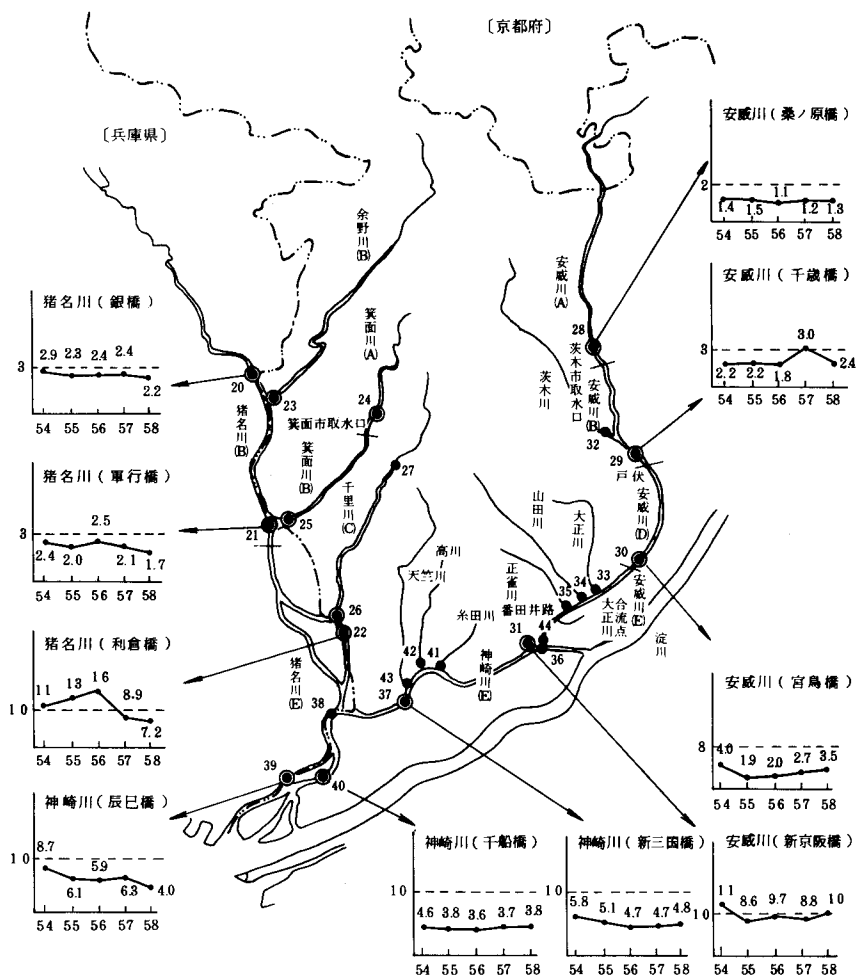 〔京都府〕
〔兵庫県〕
安威川(桑ノ原橋)
2
1.4 1.5 1.1 1.2 1.3
54 55 56 57 58
安威川(千歳橋)
3
2.2 2.2 1.8 3.0 2.4
54 55 56 57 58
猪名川(銀橋)
3
2.9 2.3 2.4 2.4 2.2
54 55 56 57 58
猪名川(軍行橋)
3
2.4 2.0 2.5 2.1 1.7
54 55 56 57 58
猪名川(利倉橋)
10
11 13 16 8.9 7.2
54 55 56 57 58
神崎川(辰巳橋)
10
8.7 6.1 5.9 6.3 4.0
54 55 56 57 58
神崎川(千船橋)
10
4.6 3.8 3.6 3.7 3.8
54 55 56 57 58
神崎川(新三国橋)
10
5.8 5.1 4.7 4.7 4.8
54 55 56 57 58
安威川(新京阪橋)
10
11 8.6 9.7 8.8 10
54 55 56 57 58
安威川(宮鳥橋)
8
4.0 1.9 2.0 2.7 3.5
54 55 56 57 58
余野川(B)
箕面川(A)
箕面市取水口
箕面川(B)
千里川(C)
猪名川(B)
猪名川(E)
高川
天竺川
糸田川
神崎川(E)
安威川(A)
茨木市取水口
安威川(B)
茨木川
戸伏
安威川(D)
山田川
大正川
正雀川
番田井路
大正川合流点
安威川(E)
淀川
20
23
24
27
21
25
26
22
38
39
40
28
32
29
30
33
34
35
44
31
36
42
41
43
37